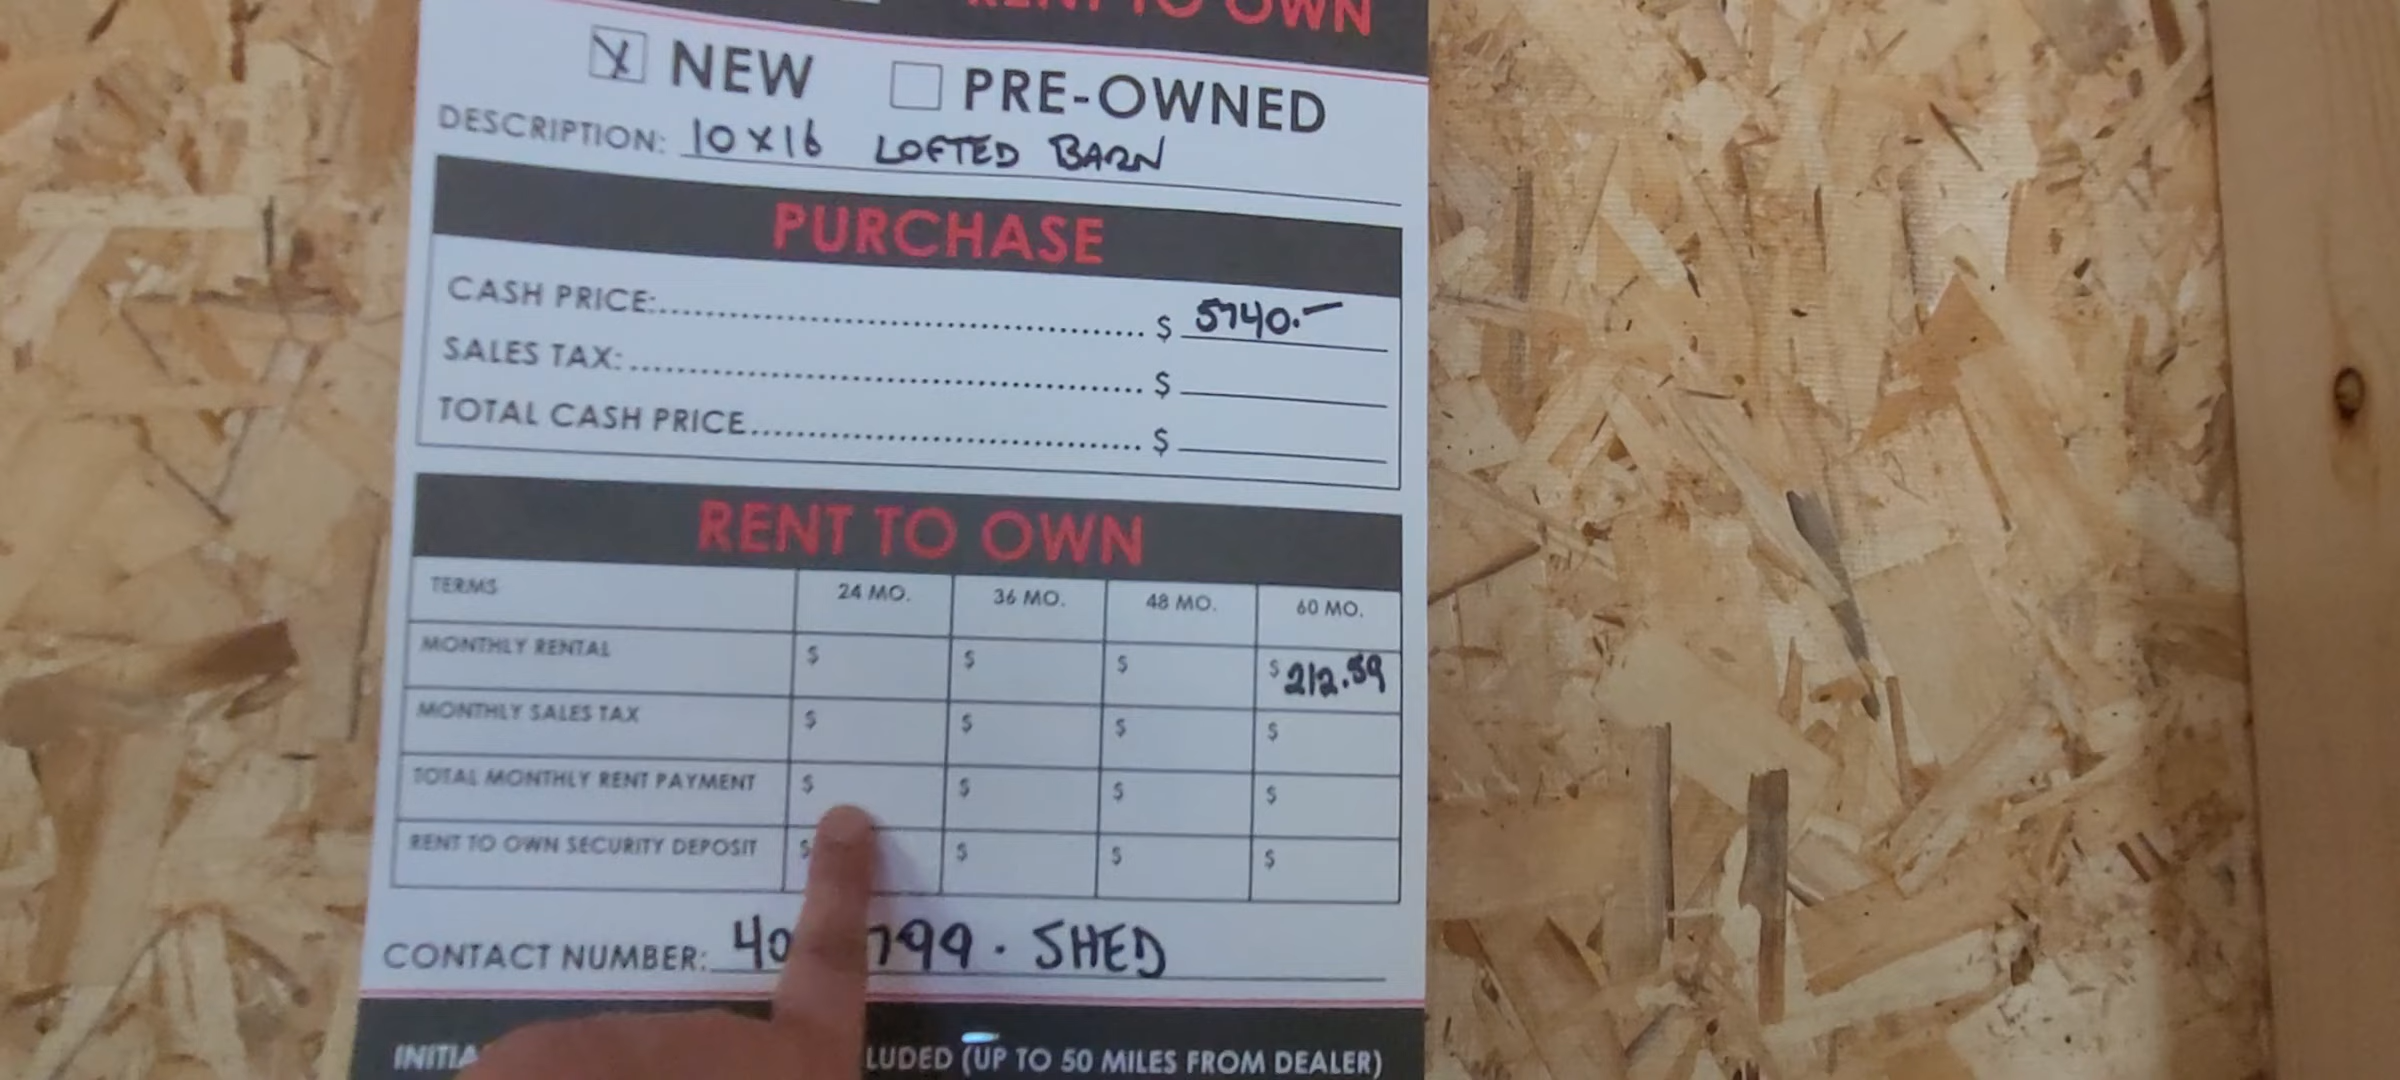 RENT TO OWN
X NEW PRE-OWNED
DESCRIPTION: 10X16 LOFTED BARN
PURCHASE
CASH PRICE:.......... $ 5740.—
SALES TAX:.......... $
TOTAL CASH PRICE.......... $
RENT TO OWN
TERMS 24 MO. 36 MO. 48 MO. 60 MO.
MONTHLY RENTAL $ $ $ $ 212.59
MONTHLY SALES TAX $ $ $ $
TOTAL MONTHLY RENT PAYMENT $ $ $ $
RENT TO OWN SECURITY DEPOSIT $ $ $ $
CONTACT NUMBER: 40 799 · SHED
(UP TO 50 MILES FROM DEALER)